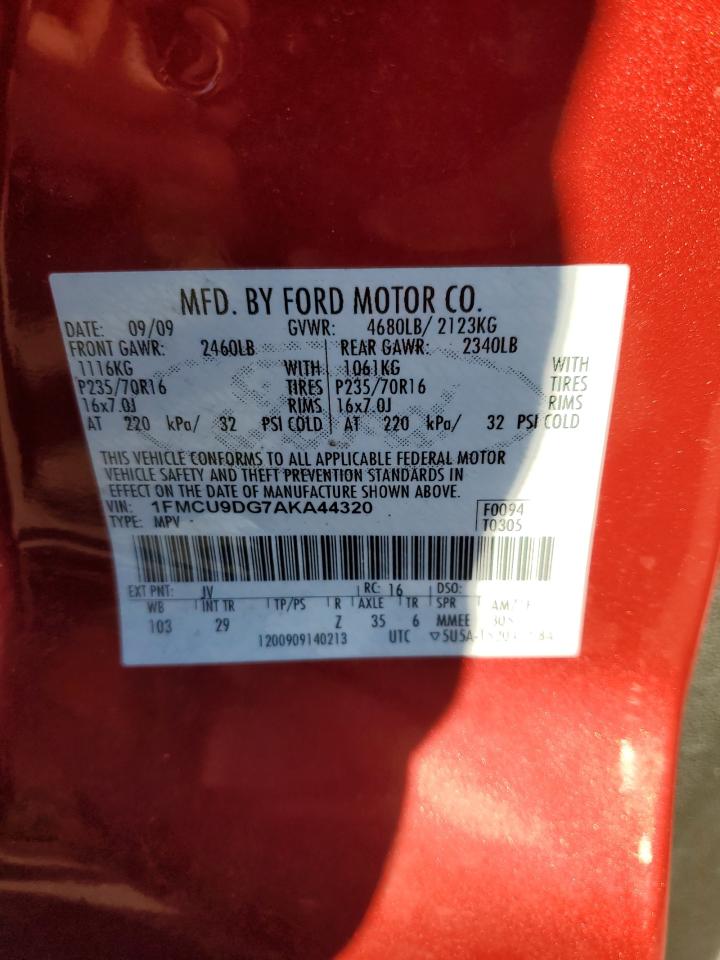 MFD. BY FORD MOTOR CO.
DATE: 09/09 GVWR: 4680LB/ 2123KG
FRONT GAWR: 2460LB REAR GAWR: 2340LB
1116KG WITH 1061KG WITH
P235/70R16 TIRES P235/70R16 TIRES
16x7.0J RIMS 16x7.0J RIMS
AT 220 kPa/ 32 PSI COLD AT 220 kPa/ 32 PSI COLD
THIS VEHICLE CONFORMS TO ALL APPLICABLE FEDERAL MOTOR
VEHICLE SAFETY AND THEFT PREVENTION STANDARDS IN
EFFECT ON THE DATE OF MANUFACTURE SHOWN ABOVE.
VIN: 1FMCU9DG7AKA44320 F0094
TYPE: MPV T0305
EXT PNT: JV RC: 16 DSO:
WB INT TR TP/PS R AXLE TR SPR
103 29 Z 35 6 MMEE
1200909140213 UTC